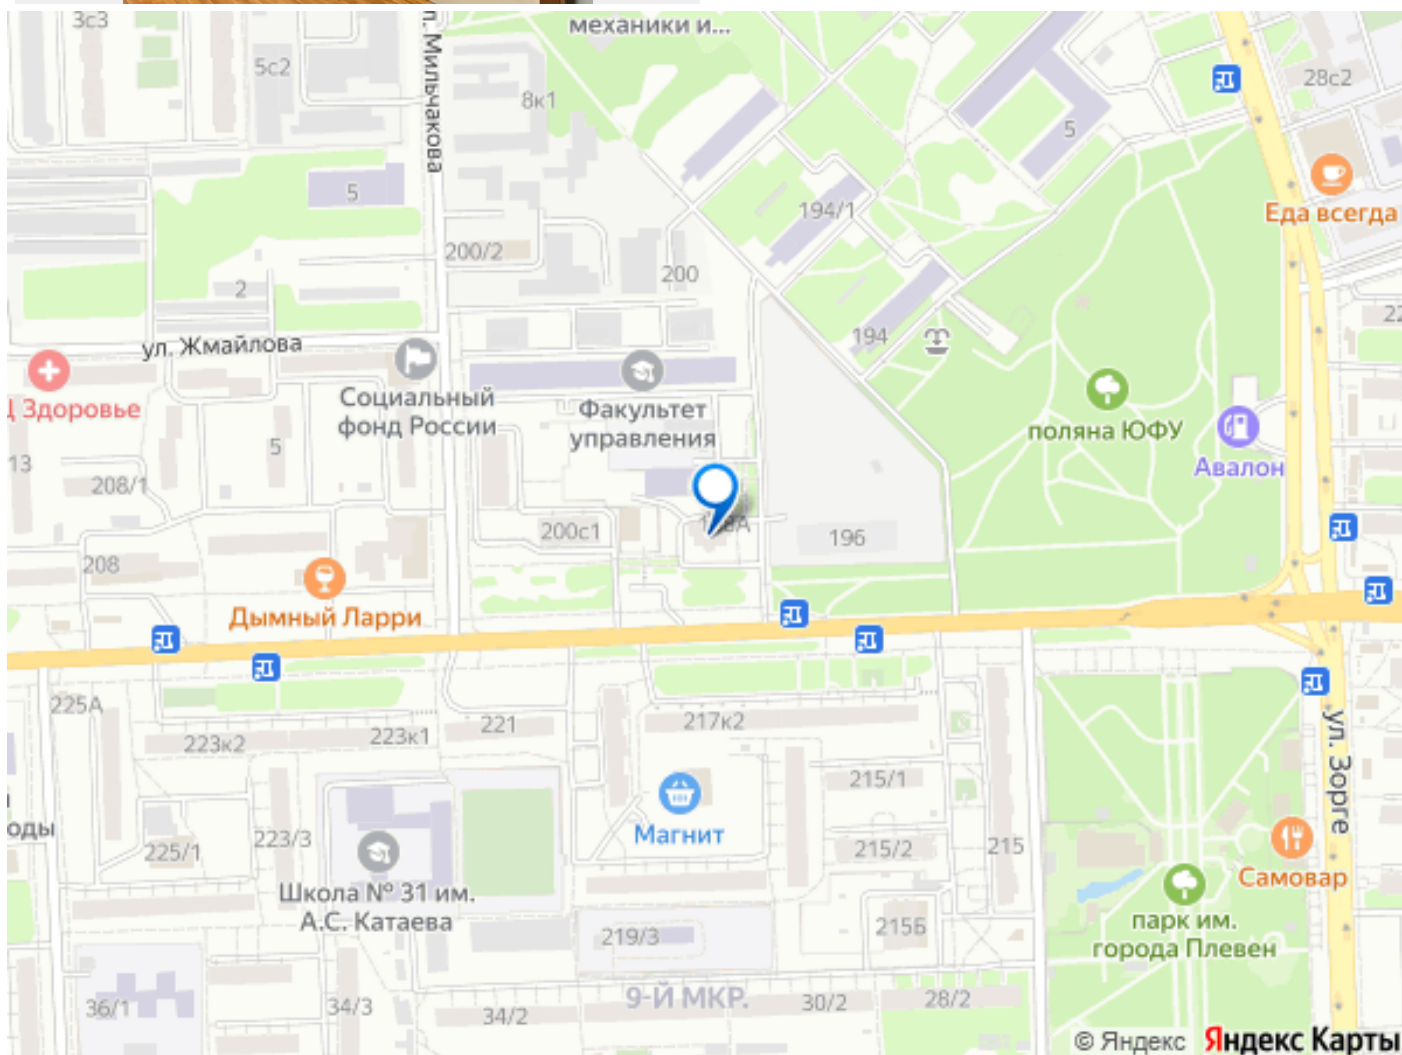 3с3
механики и...
5с2
28с2
8к1
ул. Мильчакова
5
5
Еда всегда
194/1
200/2
200
2
194
ул. Жмайлова
Здоровье
Социальный
фонд России
Факультет
управления
поляна ЮФУ
Авалон
13
5
208/1
200с1
196
208
Дымный Ларри
225А
223к2
223к1
221
217к2
ул. Зорге
215/1
Магнит
225/1
223/3
215/2
215
Самовар
Школа № 31 им.
А.С. Катаева
парк им.
города Плевен
219/3
215Б
9-Й МКР.
36/1
34/3
34/2
30/2
28/2
© Яндекс Яндекс Карты